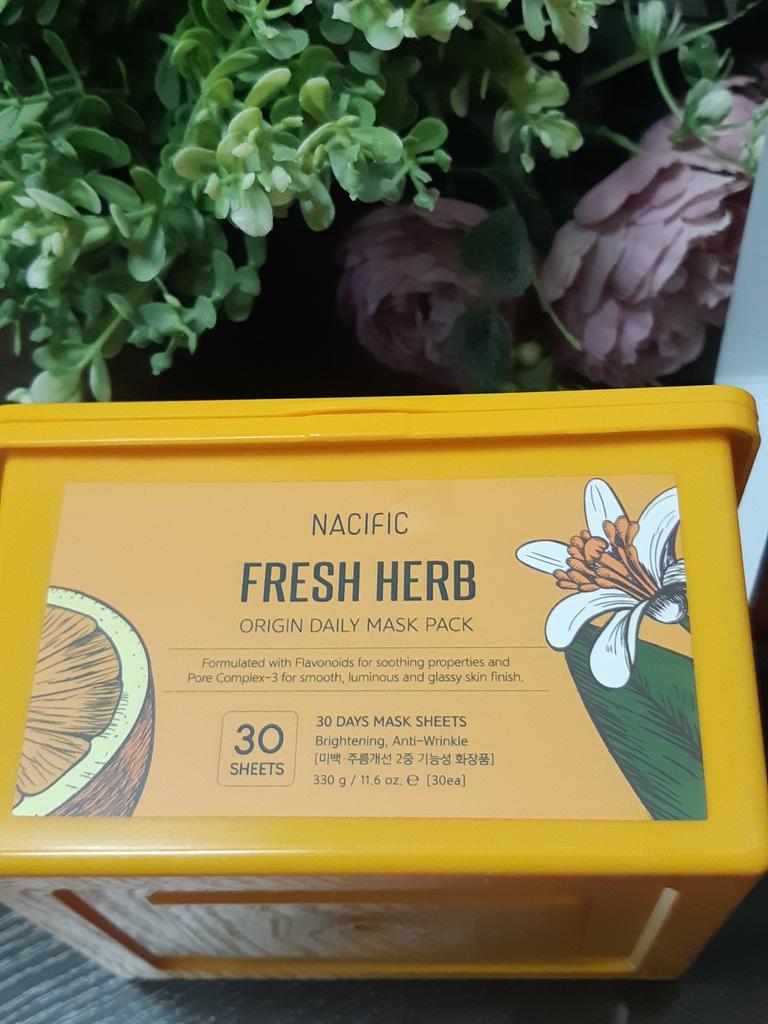 NACIFIC
FRESH HERB
ORIGIN DAILY MASK PACK
Formulated with Flavonoids for soothing properties and
Pore Complex-3 for smooth, luminous and glassy skin finish.
30
SHEETS
30 DAYS MASK SHEETS
Brightening, Anti-Wrinkle
[미백·주름개선 2중 기능성 화장품]
330 g / 11.6 oz. ℮ [30ea]